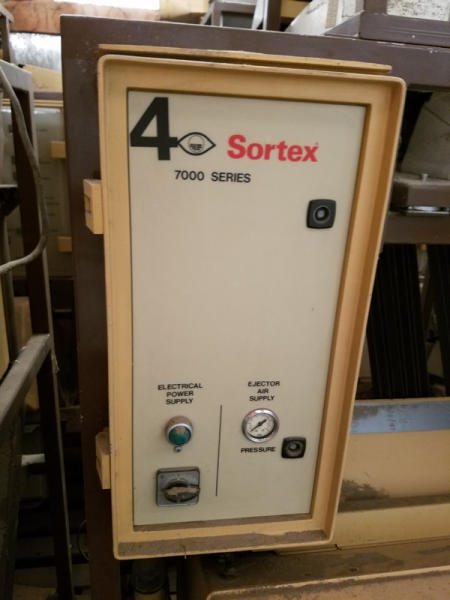 4 Sortex
7000 SERIES
ELECTRICAL
POWER
SUPPLY
EJECTOR
AIR
SUPPLY
PRESSURE